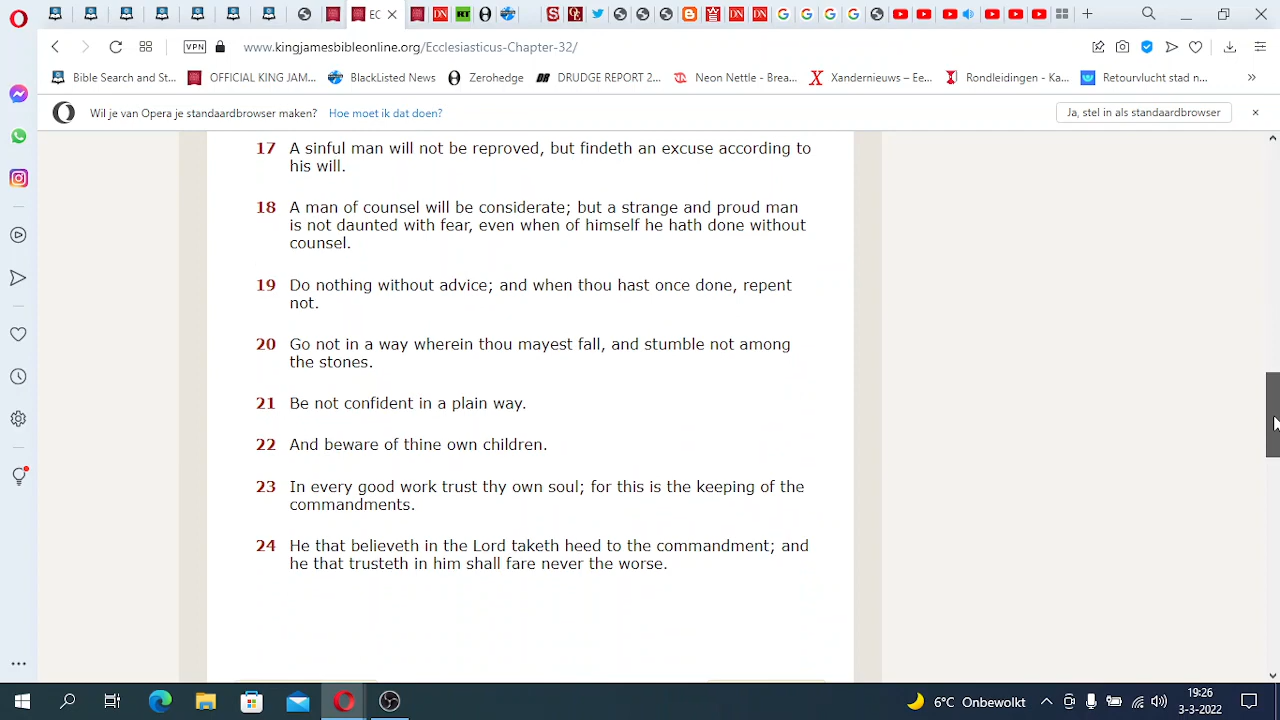 EC
DN
RT
S
DN
DN
VPN
www.kingjamesbibleonline.org/Ecclesiasticus-Chapter-32/
Bible Search and St...
OFFICIAL KING JAM...
BlackListed News
Zerohedge
DR DRUDGE REPORT 2...
Neon Nettle - Brea...
X Xandernieuws – Ee...
Rondleidingen - Ka...
Retourvlucht stad n...
Wil je van Opera je standaardbrowser maken? Hoe moet ik dat doen?
Ja, stel in als standaardbrowser
17 A sinful man will not be reproved, but findeth an excuse according to
his will.
18 A man of counsel will be considerate; but a strange and proud man
is not daunted with fear, even when of himself he hath done without
counsel.
19 Do nothing without advice; and when thou hast once done, repent
not.
20 Go not in a way wherein thou mayest fall, and stumble not among
the stones.
21 Be not confident in a plain way.
22 And beware of thine own children.
23 In every good work trust thy own soul; for this is the keeping of the
commandments.
24 He that believeth in the Lord taketh heed to the commandment; and
he that trusteth in him shall fare never the worse.
6°C Onbewolkt
19:26
3-3-2022